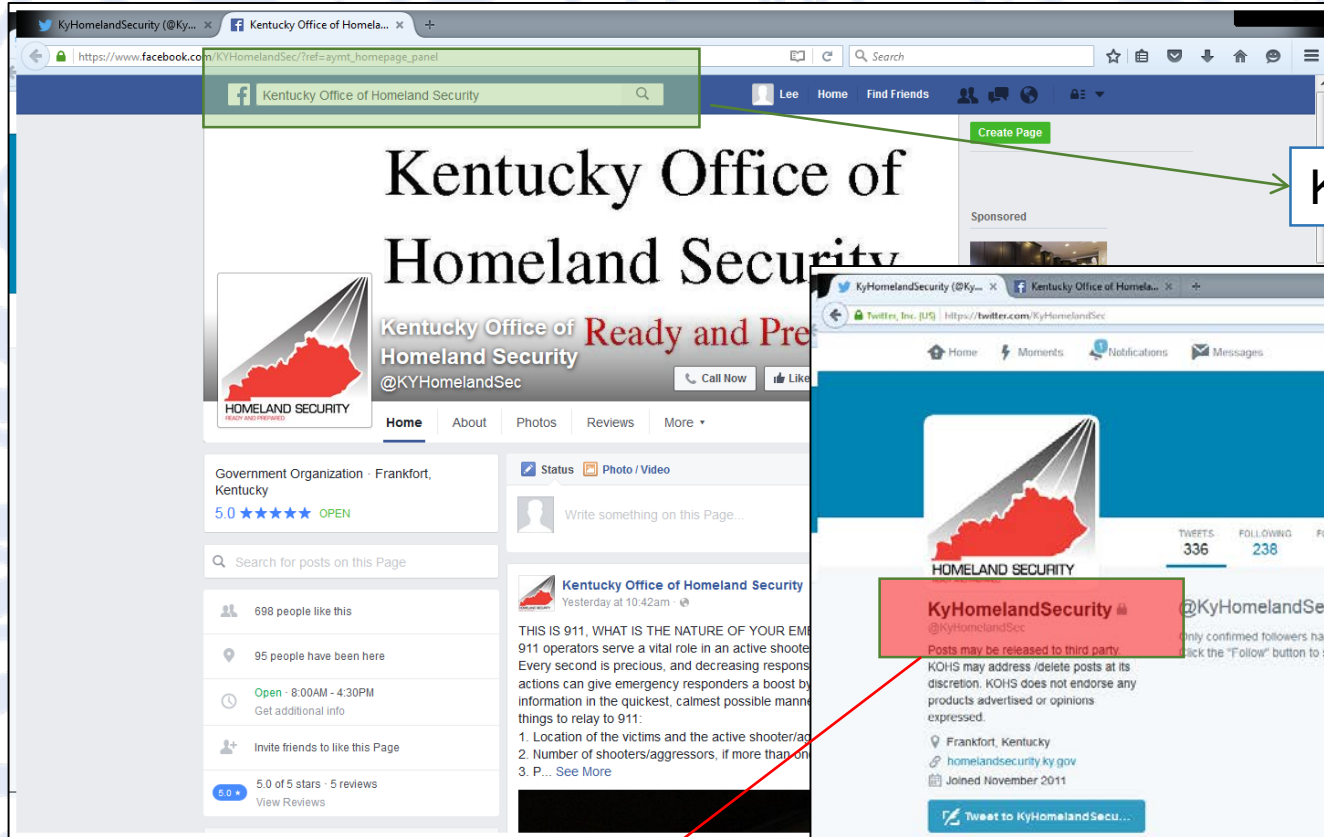 KyHomelandSecurity (@Ky... ×
Kentucky Office of Homela... ×
https://www.facebook.com/KYHomelandSec/?ref=aymt_homepage_panel
Search
Kentucky Office of Homeland Security
Lee Home Find Friends
Create Page
Kentucky Office of
Homeland Security
Sponsored
K
Kentucky Office of
Homeland Security
@KYHomelandSec
Ready and Pre
Call Now Like
HOMELAND SECURITY
READY AND PREPARED
Home About Photos Reviews More
Government Organization · Frankfort,
Kentucky
5.0 ★★★★★ OPEN
Search for posts on this Page
698 people like this
95 people have been here
Open · 8:00AM - 4:30PM
Get additional info
Invite friends to like this Page
5.0 ★
5.0 of 5 stars · 5 reviews
View Reviews
Status Photo / Video
Write something on this Page...
Kentucky Office of Homeland Security
Yesterday at 10:42am ·
THIS IS 911, WHAT IS THE NATURE OF YOUR EME
911 operators serve a vital role in an active shoote
Every second is precious, and decreasing respons
actions can give emergency responders a boost by
information in the quickest, calmest possible manne
things to relay to 911:
1. Location of the victims and the active shooter/ag
2. Number of shooters/aggressors, if more than on
3. P... See More
KyHomelandSecurity (@Ky... ×
Kentucky Office of Homela... ×
Twitter, Inc. (US) https://twitter.com/KyHomelandSec
Home Moments 1 Notifications Messages
HOMELAND SECURITY
TWEETS FOLLOWING
336 238
KyHomelandSecurity
@KyHomelandSec
Posts may be released to third party.
KOHS may address /delete posts at its
discretion. KOHS does not endorse any
products advertised or opinions
expressed.
Frankfort, Kentucky
homelandsecurity.ky.gov
Joined November 2011
Tweet to KyHomelandSecu...
@KyHomelandSe
Only confirmed followers ha
Click the "Follow" button to s